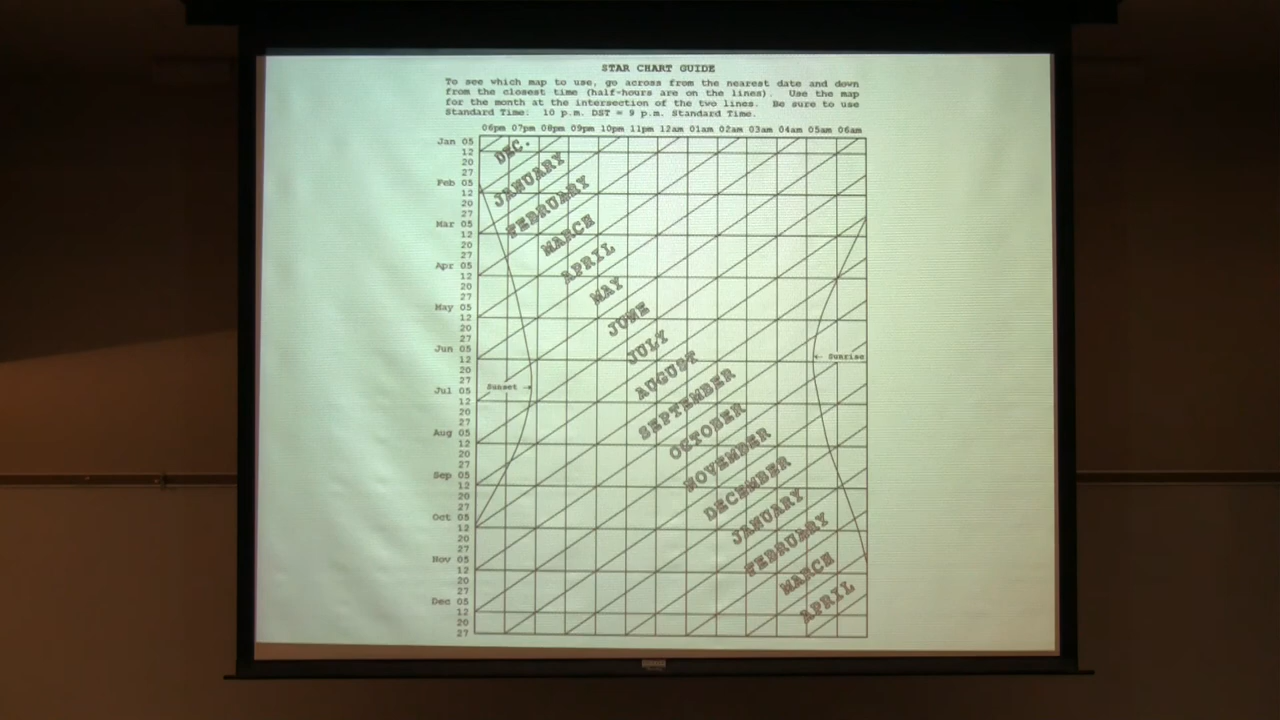 STAR CHART GUIDE
To see which map to use, go across from the nearest date and down
from the closest time (half-hours are on the lines). Use the map
for the month at the intersection of the two lines. Be sure to use
Standard Time: 10 p.m. DST = 9 p.m. Standard Time.
06pm 07pm 08pm 09pm 10pm 11pm 12am 01am 02am 03am 04am 05am 06am
Jan 05
12
20
27
Feb 05
12
20
27
Mar 05
12
20
27
Apr 05
12
20
27
May 05
12
20
27
Jun 05
12
20
27
Jul 05
12
20
27
Aug 05
12
20
27
Sep 05
12
20
27
Oct 05
12
20
27
Nov 05
12
20
27
Dec 05
12
20
27
DEC.
JANUARY
FEBRUARY
MARCH
APRIL
MAY
JUNE
JULY
AUGUST
SEPTEMBER
OCTOBER
NOVEMBER
DECEMBER
JANUARY
FEBRUARY
MARCH
APRIL
Sunset →
← Sunrise